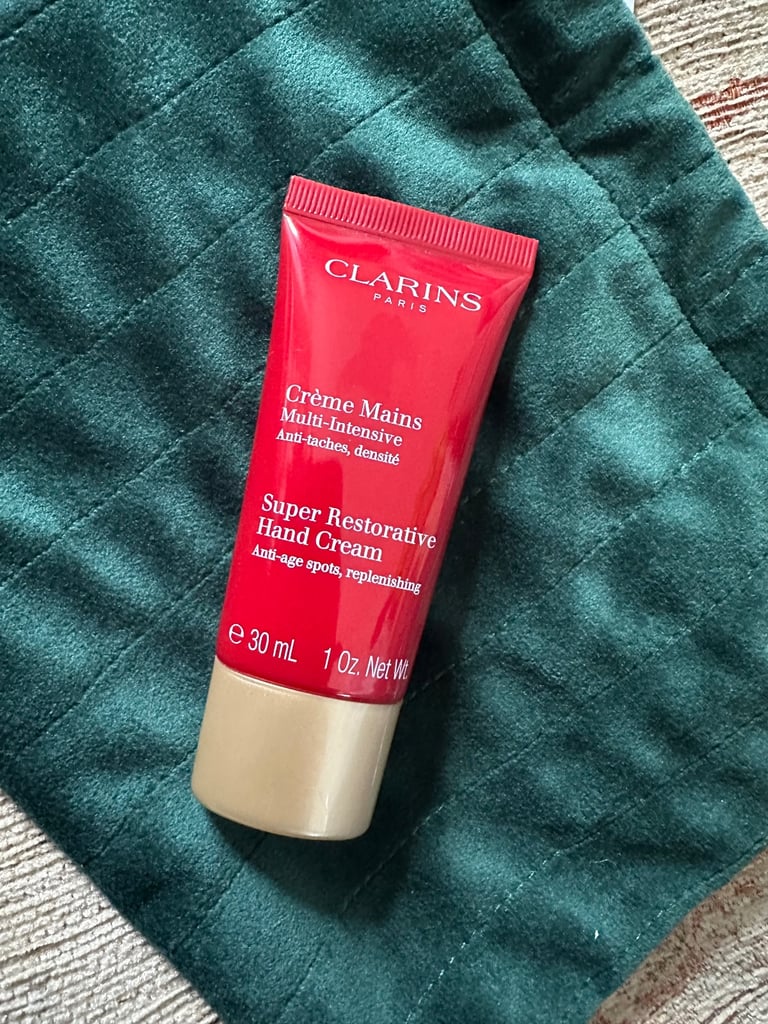 CLARINS
PARIS
Crème Mains
Multi-Intensive
Anti-taches, densité
Super Restorative
Hand Cream
Anti-age spots, replenishing
℮ 30 mL 1 Oz. Net Wt.